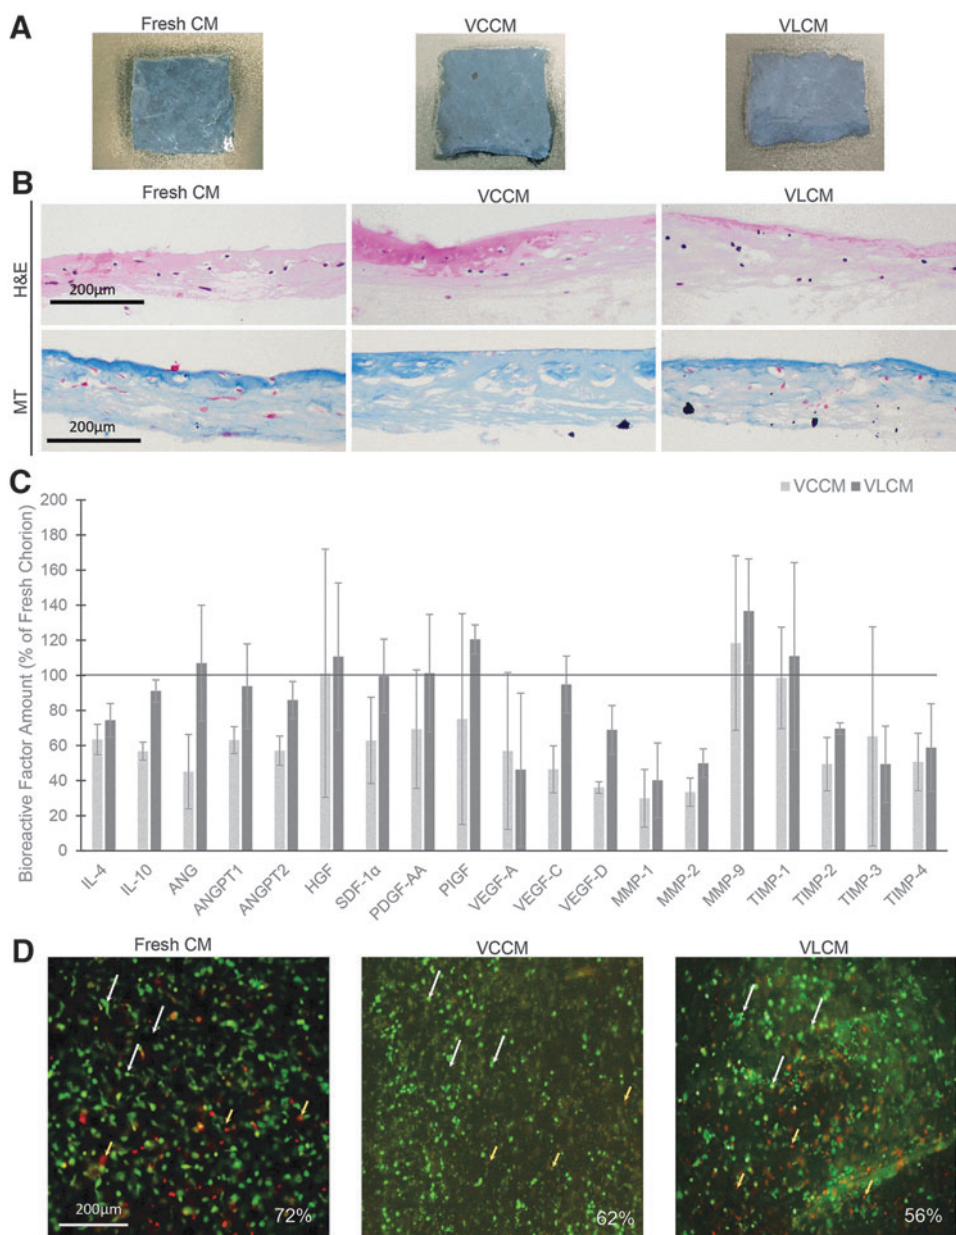 A
Fresh CM
VCCM
VLCM
B
Fresh CM
VCCM
VLCM
H&E
200µm
MT
200µm
C
VCCM
VLCM
Bioreactive Factor Amount (% of Fresh Chorion)
200
180
160
140
120
100
80
60
40
20
0
IL-4
IL-10
ANG
ANGPT1
ANGPT2
HGF
SDF-1α
PDGF-AA
PIGF
VEGF-A
VEGF-C
VEGF-D
MMP-1
MMP-2
MMP-9
TIMP-1
TIMP-2
TIMP-3
TIMP-4
D
Fresh CM
VCCM
VLCM
200µm
72%
62%
56%